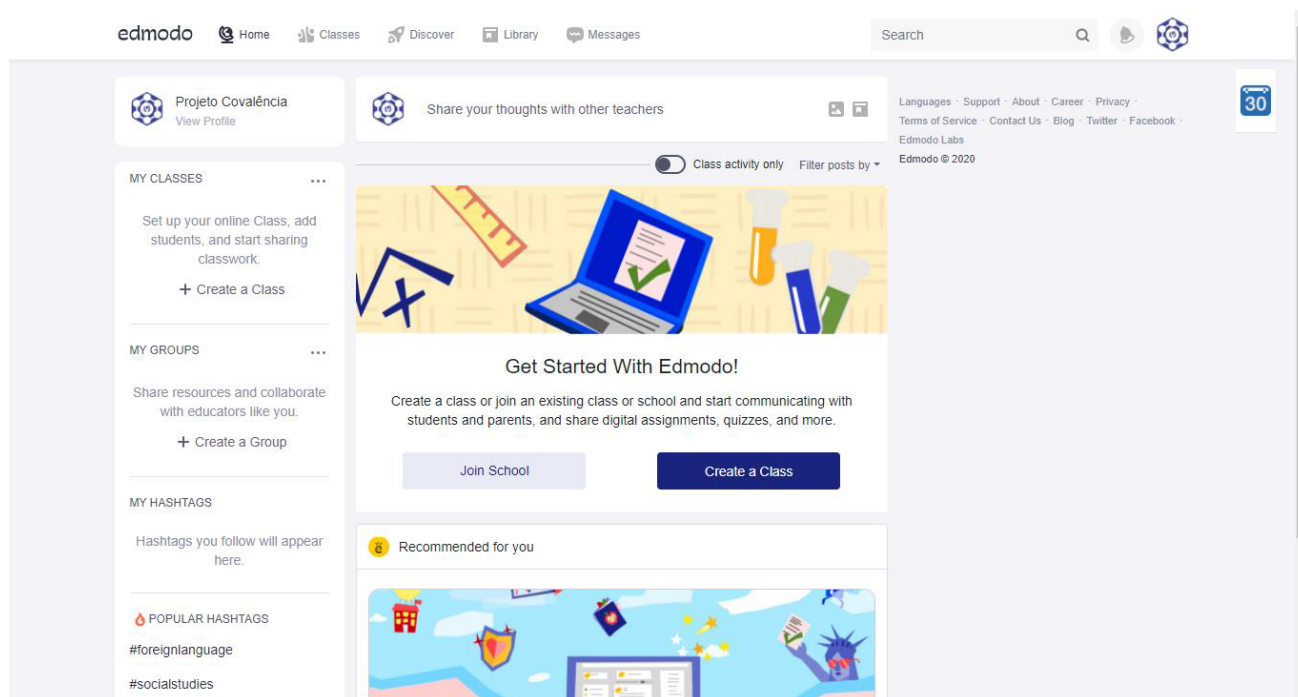 edmodo Home Classes Discover Library Messages Search
Projeto Covalência
View Profile
MY CLASSES
Set up your online Class, add
students, and start sharing
classwork.
+ Create a Class
MY GROUPS
Share resources and collaborate
with educators like you.
+ Create a Group
MY HASHTAGS
Hashtags you follow will appear
here.
POPULAR HASHTAGS
#foreignlanguage
#socialstudies
Share your thoughts with other teachers
Class activity only Filter posts by
Get Started With Edmodo!
Create a class or join an existing class or school and start communicating with
students and parents, and share digital assignments, quizzes, and more.
Join School Create a Class
Recommended for you
Languages · Support · About · Career · Privacy ·
Terms of Service · Contact Us · Blog · Twitter · Facebook ·
Edmodo Labs
Edmodo © 2020
30